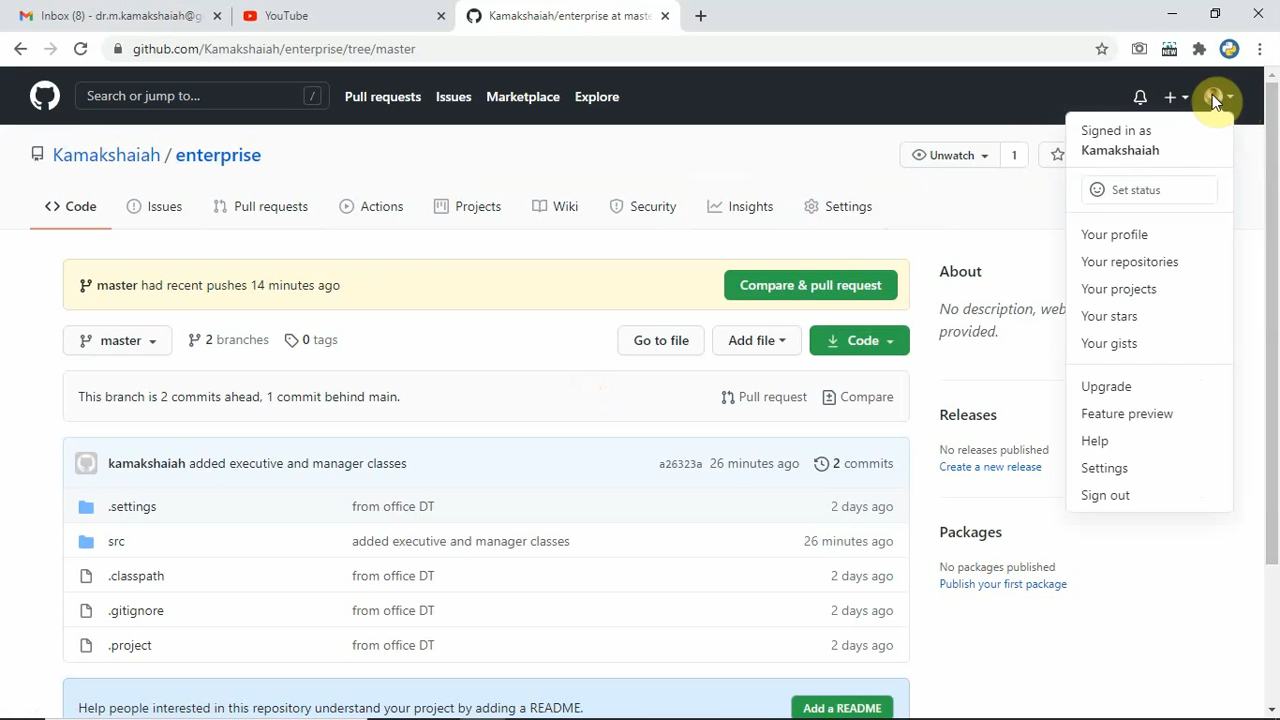 Inbox (8) - dr.m.kamakshaiah@g
YouTube
Kamakshaiah/enterprise at maste
github.com/Kamakshaiah/enterprise/tree/master
NEW
Search or jump to...
/
Pull requests
Issues
Marketplace
Explore
Signed in as
Kamakshaiah
Kamakshaiah / enterprise
Unwatch
1
Set status
Code
Issues
Pull requests
Actions
Projects
Wiki
Security
Insights
Settings
Your profile
Your repositories
Your projects
Your stars
Your gists
Upgrade
Feature preview
Help
Settings
Sign out
master had recent pushes 14 minutes ago
Compare & pull request
About
No description, web
provided.
master
2 branches
0 tags
Go to file
Add file
Code
This branch is 2 commits ahead, 1 commit behind main.
Pull request
Compare
Releases
No releases published
Create a new release
kamakshaiah added executive and manager classes
a26323a 26 minutes ago
2 commits
.settings from office DT 2 days ago
src added executive and manager classes 26 minutes ago
.classpath from office DT 2 days ago
.gitignore from office DT 2 days ago
.project from office DT 2 days ago
Packages
No packages published
Publish your first package
Help people interested in this repository understand your project by adding a README.
Add a README